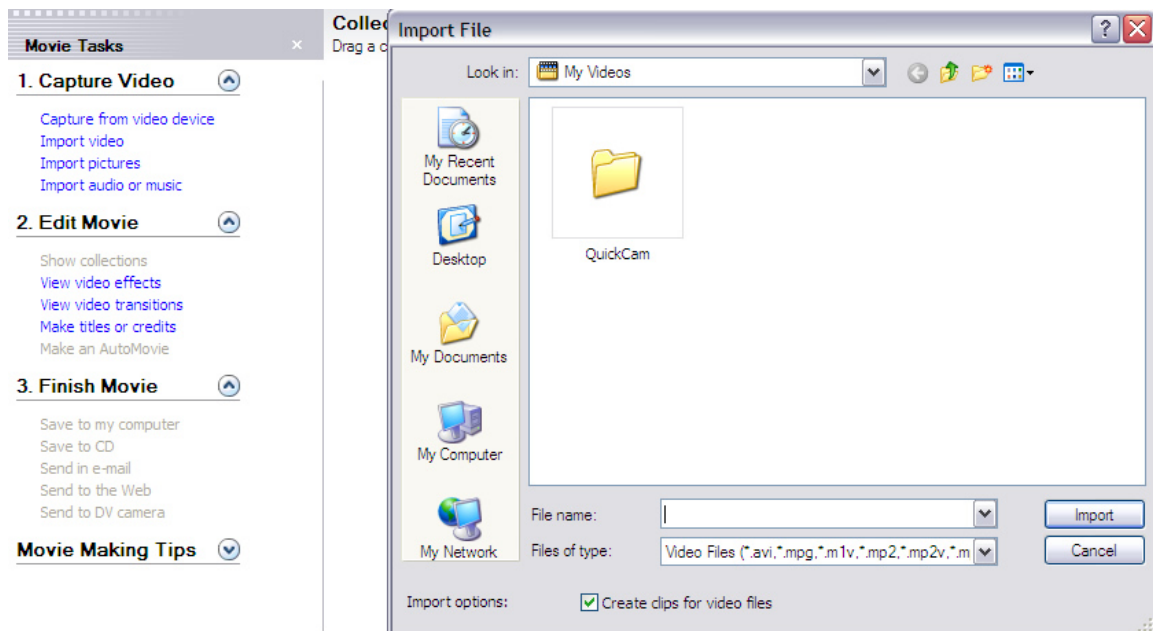 Movie Tasks
1. Capture Video
Capture from video device
Import video
Import pictures
Import audio or music
2. Edit Movie
Show collections
View video effects
View video transitions
Make titles or credits
Make an AutoMovie
3. Finish Movie
Save to my computer
Save to CD
Send in e-mail
Send to the Web
Send to DV camera
Movie Making Tips
Collec
Drag a c
Import File
Look in:
My Videos
My Recent
Documents
Desktop
My Documents
My Computer
My Network
QuickCam
File name:
Import
Files of type:
Video Files (*.avi,*.mpg,*.m1v,*.mp2,*.mp2v,*.m
Cancel
Import options:
Create clips for video files